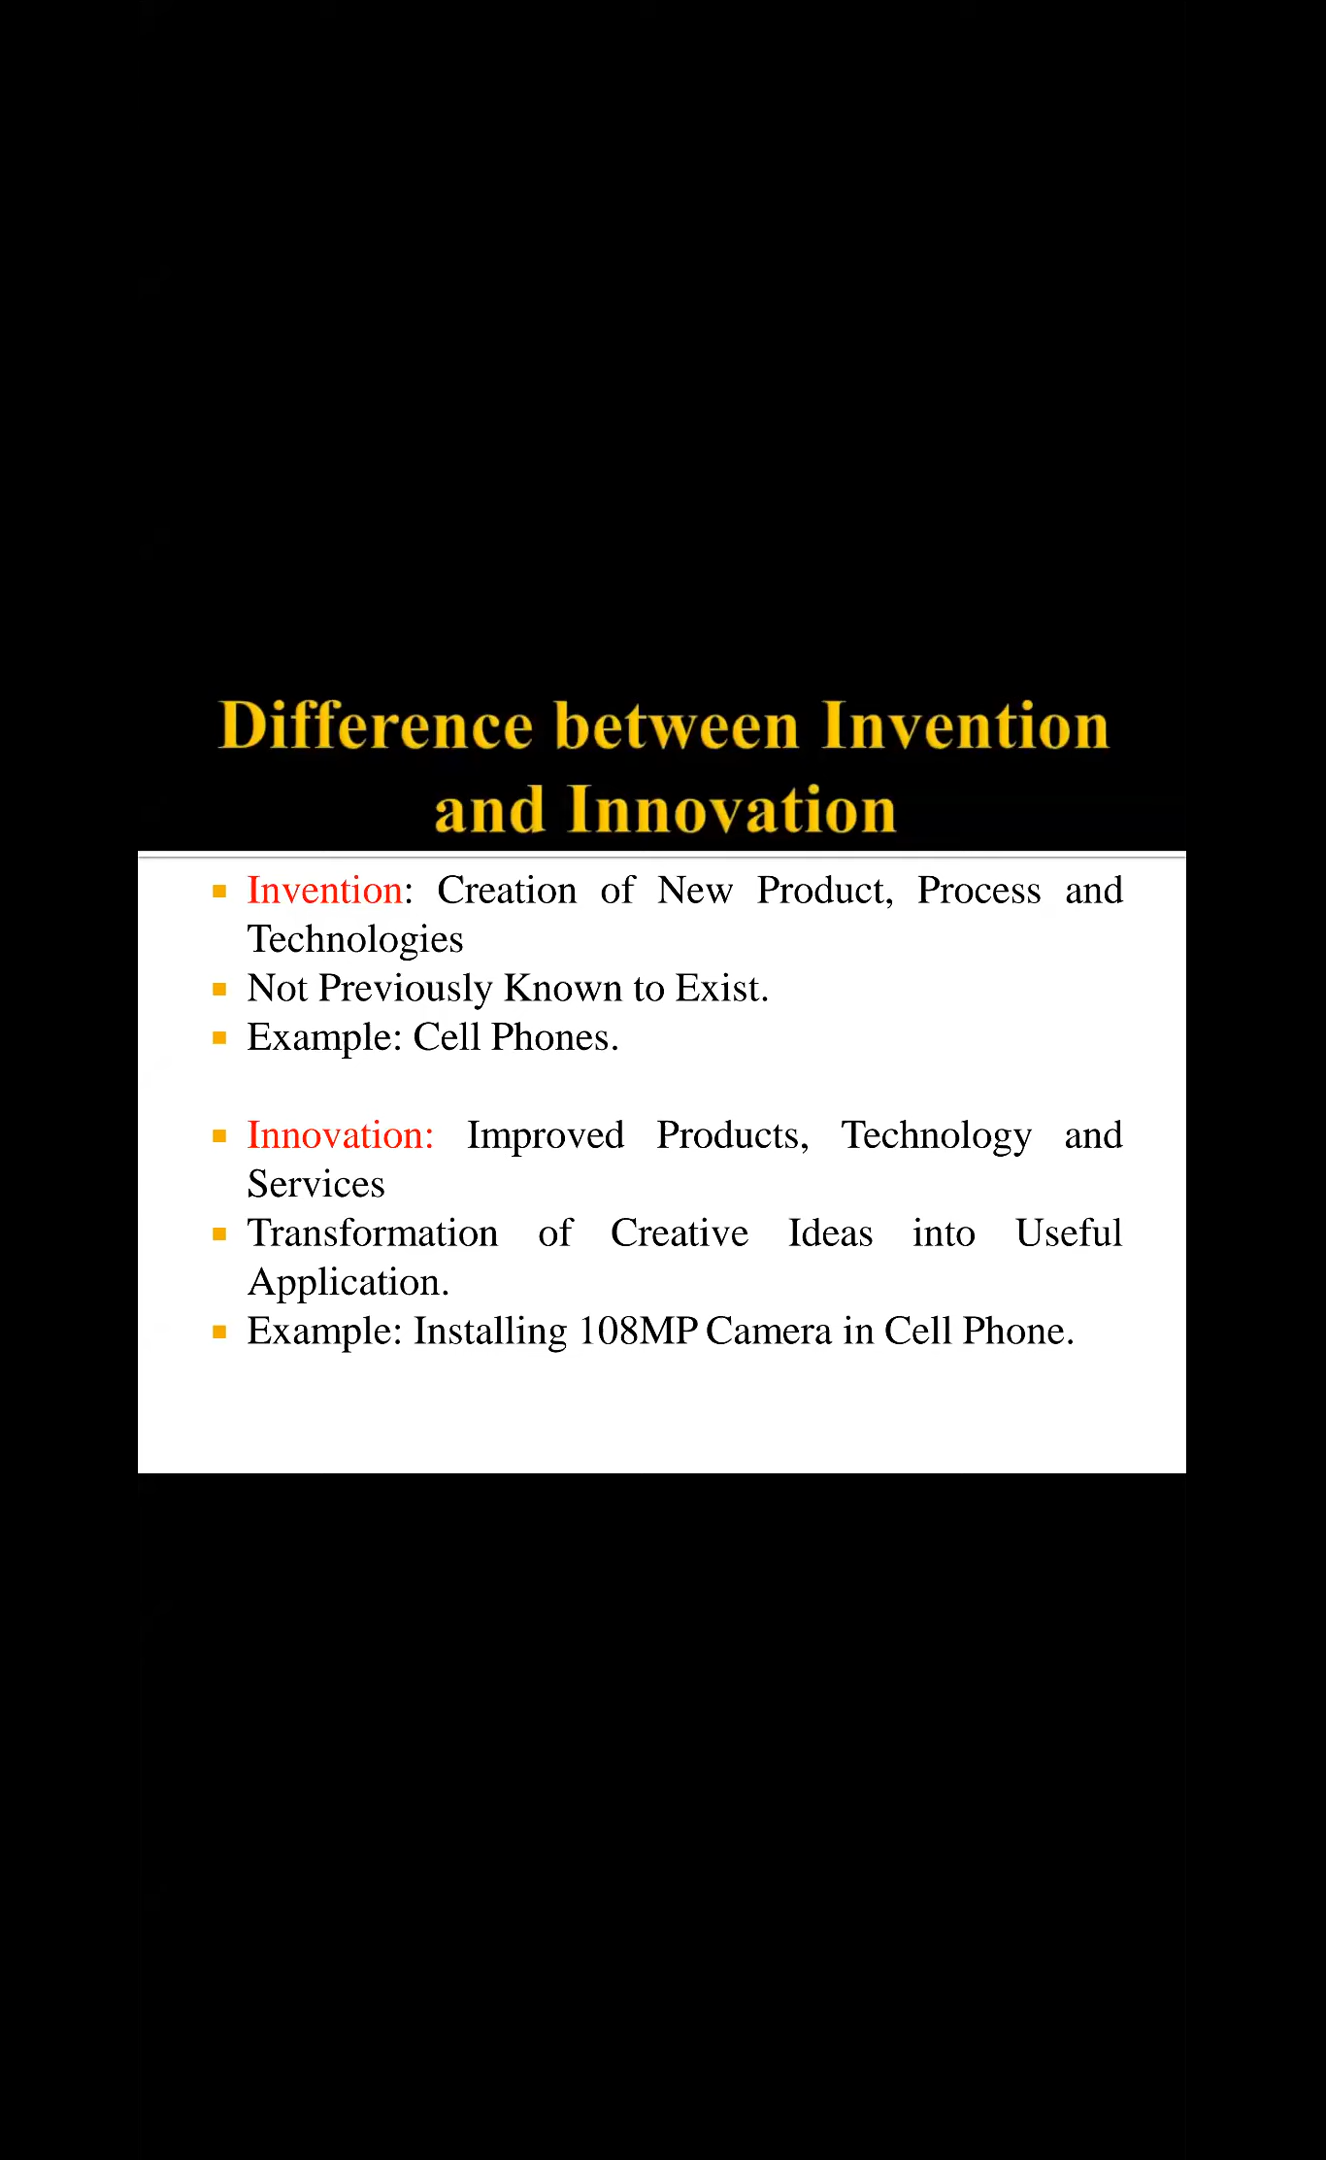 Difference between Invention
and Innovation
Invention: Creation of New Product, Process and
Technologies
Not Previously Known to Exist.
Example: Cell Phones.
Innovation: Improved Products, Technology and
Services
Transformation of Creative Ideas into Useful
Application.
Example: Installing 108MP Camera in Cell Phone.